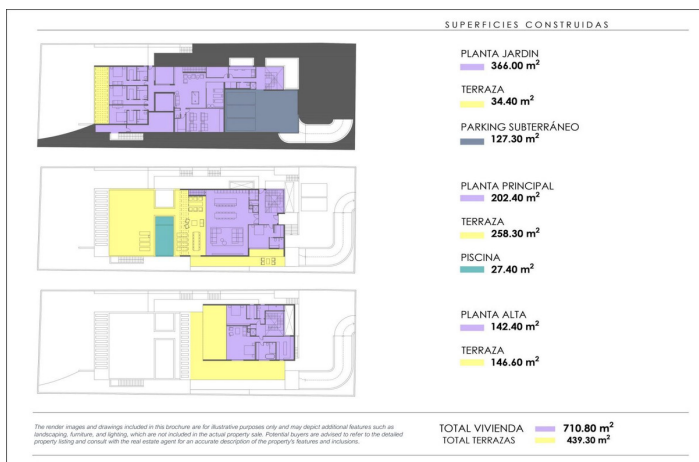 SUPERFICIES CONSTRUIDAS
PLANTA JARDIN
366.00 m²
TERRAZA
34.40 m²
PARKING SUBTERRÁNEO
127.30 m²
PLANTA PRINCIPAL
202.40 m²
TERRAZA
258.30 m²
PISCINA
27.40 m²
PLANTA ALTA
142.40 m²
TERRAZA
146.60 m²
The render images and drawings included in this brochure are for illustrative purposes only and may depict additional features such as
landscaping, furniture, and lighting, which are not included in the actual property sale. Potential buyers are advised to refer to the detailed
property listing and consult with the real estate agent for an accurate description of the property's features and inclusions.
TOTAL VIVIENDA 710.80 m²
TOTAL TERRAZAS 439.30 m²